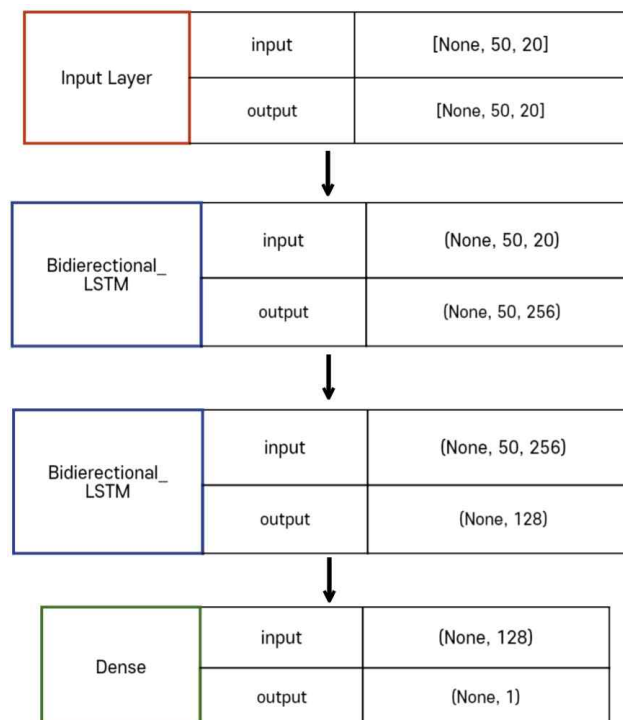 Input Layer
input
[None, 50, 20]
output
[None, 50, 20]
Bidierectional_
LSTM
input
(None, 50, 20)
output
(None, 50, 256)
Bidierectional_
LSTM
input
(None, 50, 256)
output
(None, 128)
Dense
input
(None, 128)
output
(None, 1)